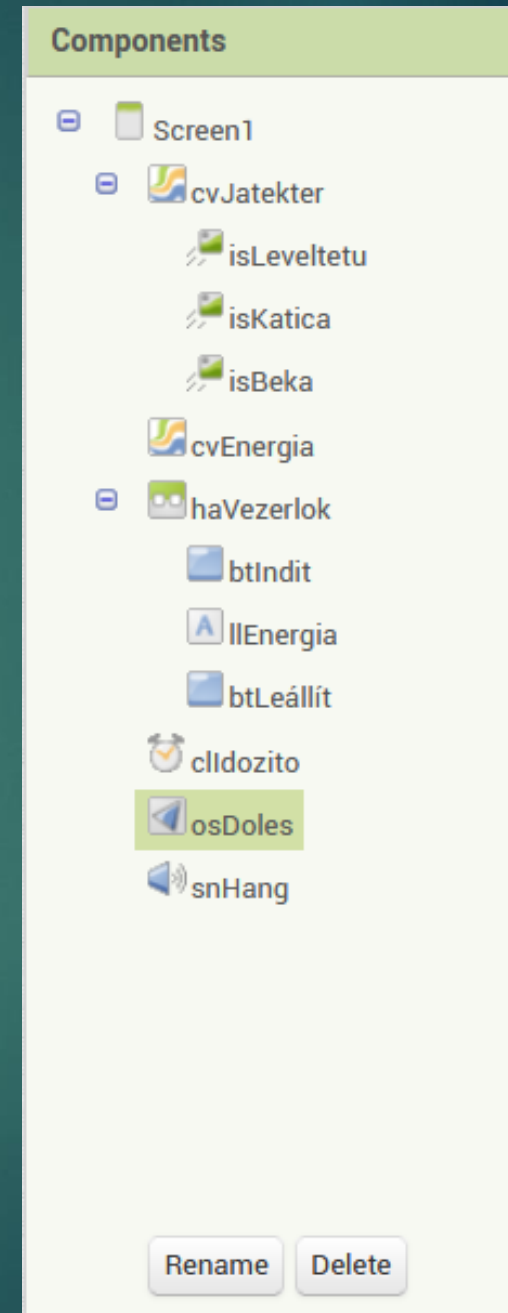 Components
Screen1
cvJatekter
isLeveltetu
isKatica
isBeka
cvEnergia
haVezerlok
btIndit
llEnergia
btLeállít
clIdozito
osDoles
snHang
Rename Delete